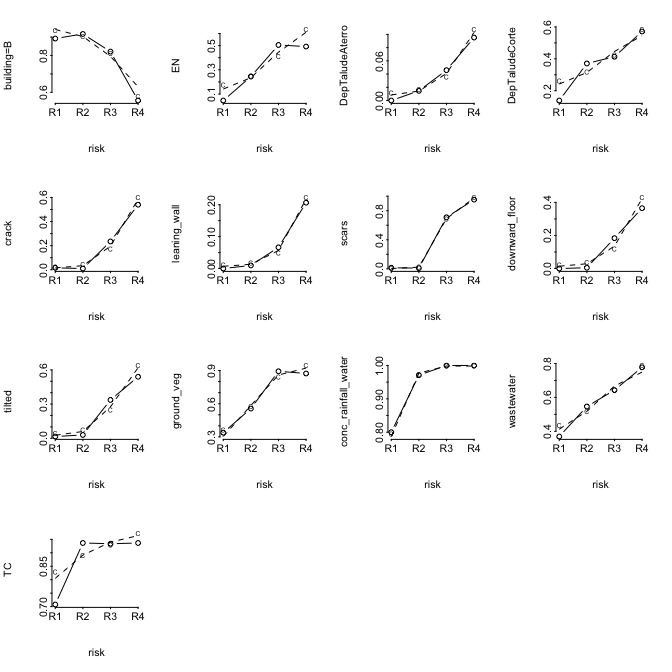 building=B
0.6 0.8
R1 R2 R3 R4
risk
EN
0.1 0.3 0.5
R1 R2 R3 R4
risk
DepTaludeAterro
0.00 0.06
R1 R2 R3 R4
risk
DepTaludeCorte
0.2 0.4 0.6
R1 R2 R3 R4
risk
crack
0.0 0.2 0.4 0.6
R1 R2 R3 R4
risk
leaning_wall
0.00 0.10 0.20
R1 R2 R3 R4
risk
scars
0.0 0.4 0.8
R1 R2 R3 R4
risk
downward_floor
0.0 0.2 0.4
R1 R2 R3 R4
risk
tilted
0.0 0.3 0.6
R1 R2 R3 R4
risk
ground_veg
0.3 0.6 0.9
R1 R2 R3 R4
risk
conc_rainfall_water
0.80 0.90 1.00
R1 R2 R3 R4
risk
wastewater
0.4 0.6 0.8
R1 R2 R3 R4
risk
TC
0.70 0.85
R1 R2 R3 R4
risk